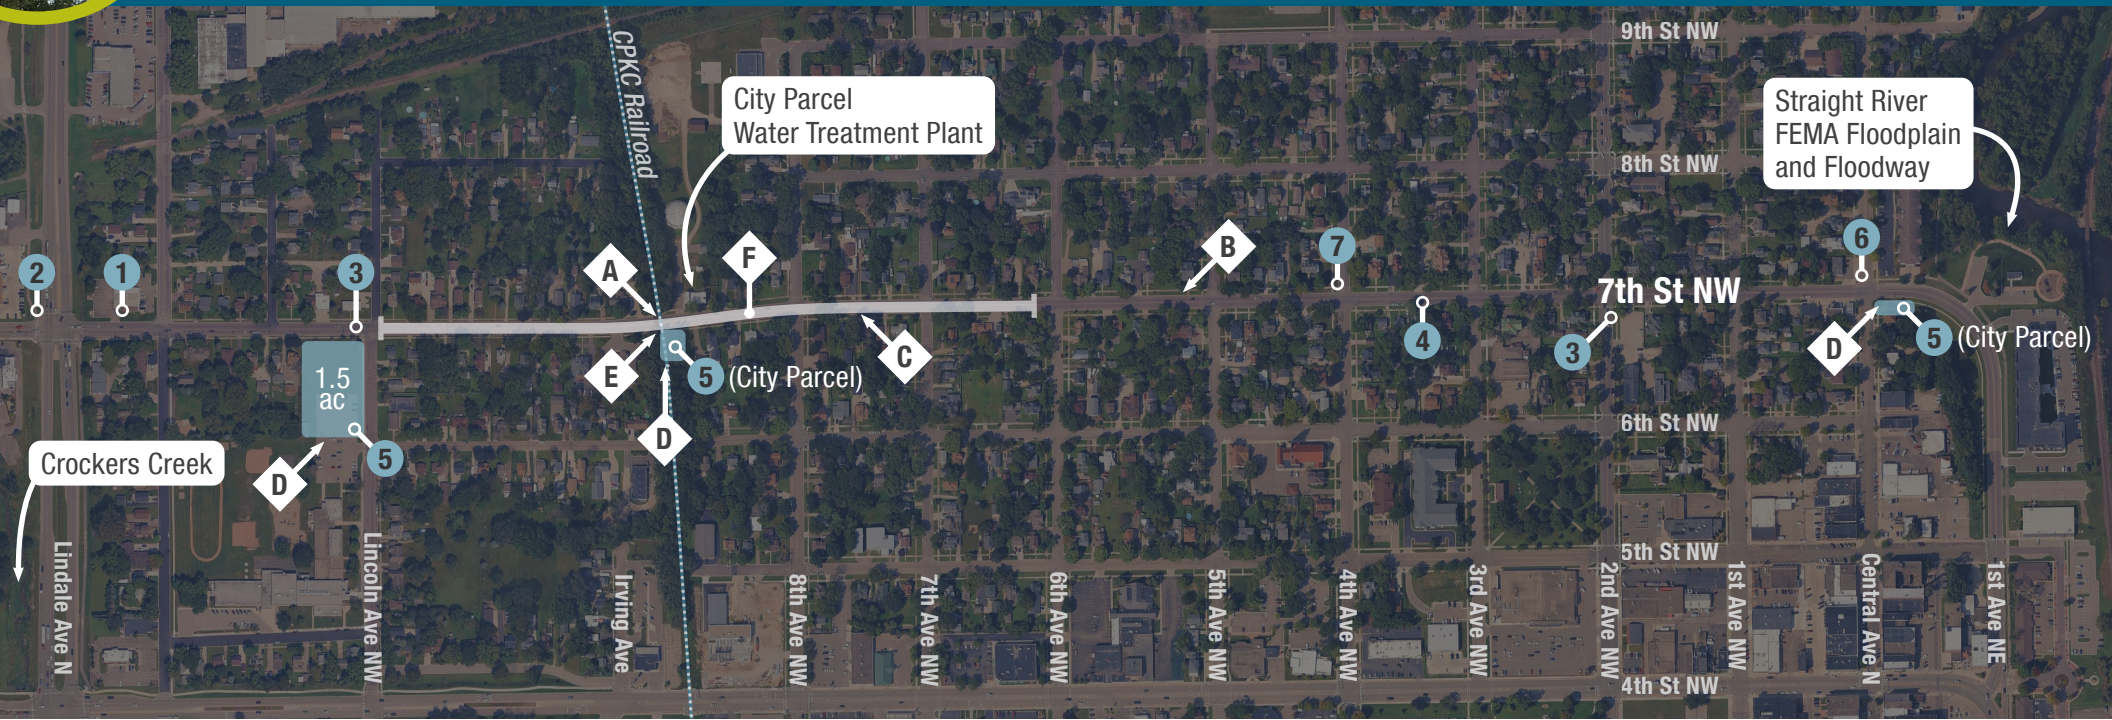 9th St NW
CPKC Railroad
City Parcel
Water Treatment Plant
Straight River
FEMA Floodplain
and Floodway
8th St NW
2
1
3
A
F
B
7
6
7th St NW
E
5 (City Parcel)
C
4
3
D
5 (City Parcel)
1.5
ac
D
5
D
6th St NW
Crockers Creek
5th St NW
Lindale Ave N
Lincoln Ave NW
Irving Ave
8th Ave NW
7th Ave NW
6th Ave NW
5th Ave NW
4th Ave NW
3rd Ave NW
2nd Ave NW
1st Ave NW
Central Ave N
1st Ave NE
4th St NW